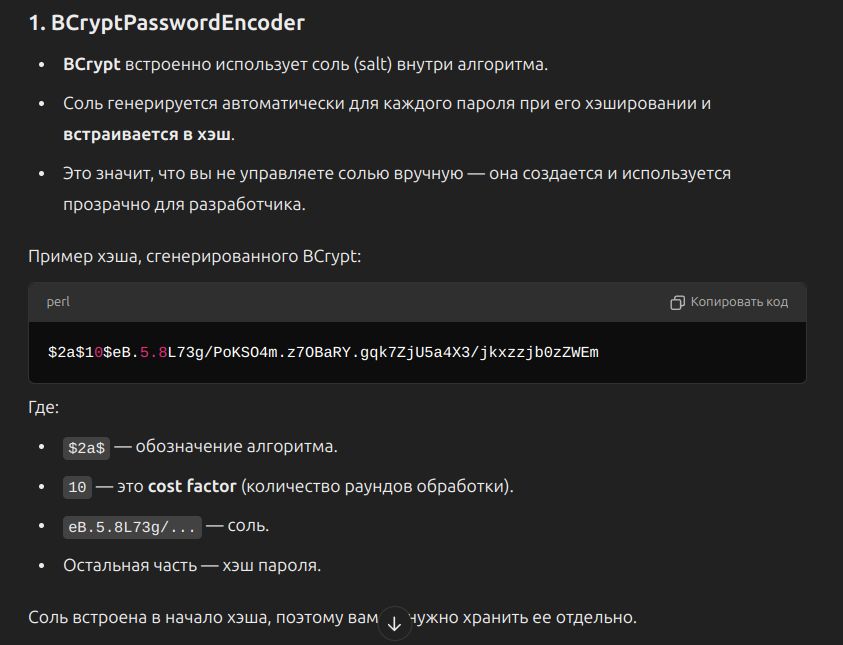 1. BCryptPasswordEncoder
• BCrypt встроенно использует соль (salt) внутри алгоритма.
• Соль генерируется автоматически для каждого пароля при его хэшировании и
встраивается в хэш.
• Это значит, что вы не управляете солью вручную — она создается и используется
прозрачно для разработчика.
Пример хэша, сгенерированного BCrypt:
perl
Копировать код
$2a$10$eB.5.8L73g/PoKSO4m.z7OBaRY.gqk7ZjU5a4X3/jkxzzjb0zZWEm
Где:
• $2a$ — обозначение алгоритма.
• 10 — это cost factor (количество раундов обработки).
• eB.5.8L73g/... — соль.
• Остальная часть — хэш пароля.
Соль встроена в начало хэша, поэтому вам нужно хранить ее отдельно.